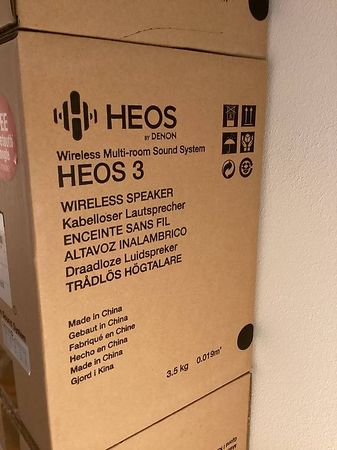 HEOS
BY DENON
Wireless Multi-room Sound System
HEOS 3
WIRELESS SPEAKER
Kabelloser Lautsprecher
ENCEINTE SANS FIL
ALTAVOZ INALAMBRICO
Draadloze Luidspreker
TRÅDLÖS HÖGTALARE
Made in China
Gebaut in China
Fabriqué en Chine
Hecho en China
Made in China
Gjord i Kina
3.5 kg 0.019m³